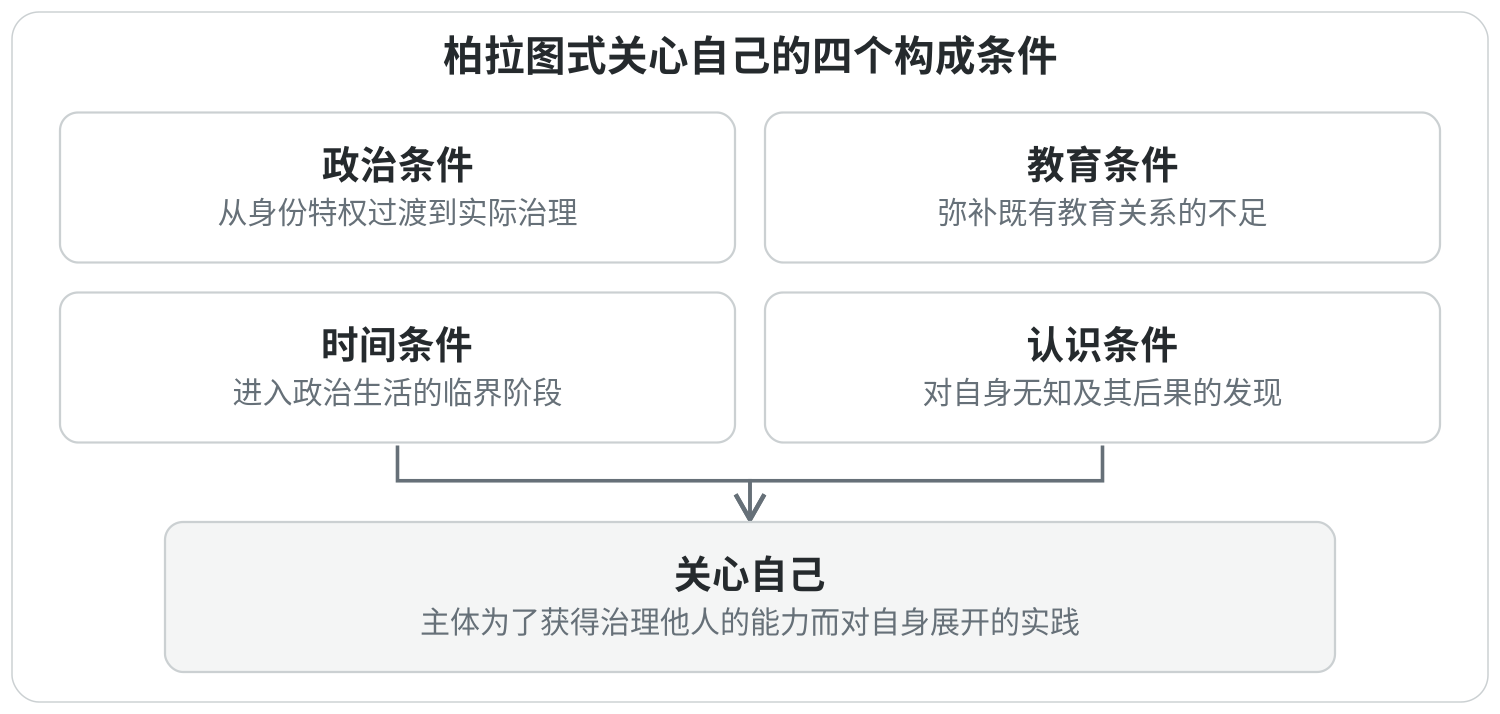 柏拉图式关心自己的四个构成条件
政治条件
从身份特权过渡到实际治理
教育条件
弥补既有教育关系的不足
时间条件
进入政治生活的临界阶段
认识条件
对自身无知及其后果的发现
关心自己
主体为了获得治理他人的能力而对自身展开的实践